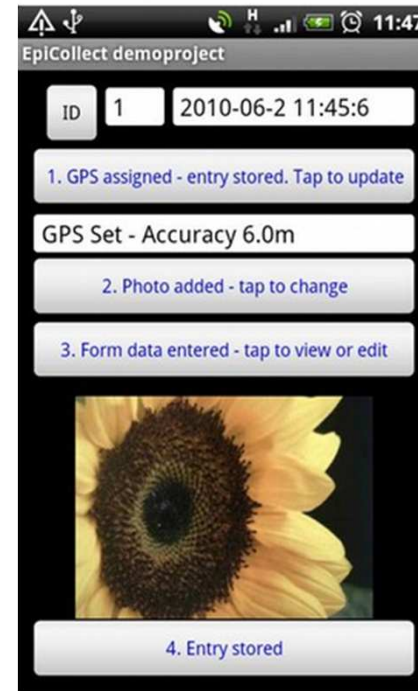 H 11:47
EpiCollect demoproject
ID 1 2010-06-2 11:45:6
1. GPS assigned - entry stored. Tap to update
GPS Set - Accuracy 6.0m
2. Photo added - tap to change
3. Form data entered - tap to view or edit
4. Entry stored